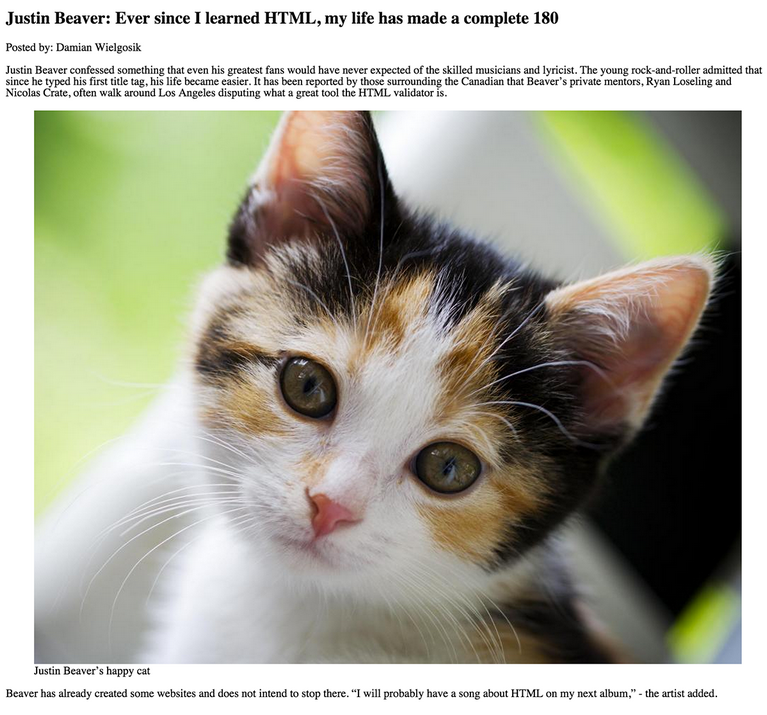 Justin Beaver: Ever since I learned HTML, my life has made a complete 180
Posted by: Damian Wielgosik
Justin Beaver confessed something that even his greatest fans would have never expected of the skilled musicians and lyricist. The young rock-and-roller admitted that
since he typed his first title tag, his life became easier. It has been reported by those surrounding the Canadian that Beaver’s private mentors, Ryan Loseling and
Nicolas Crate, often walk around Los Angeles disputing what a great tool the HTML validator is.
Justin Beaver’s happy cat
Beaver has already created some websites and does not intend to stop there. “I will probably have a song about HTML on my next album,” - the artist added.